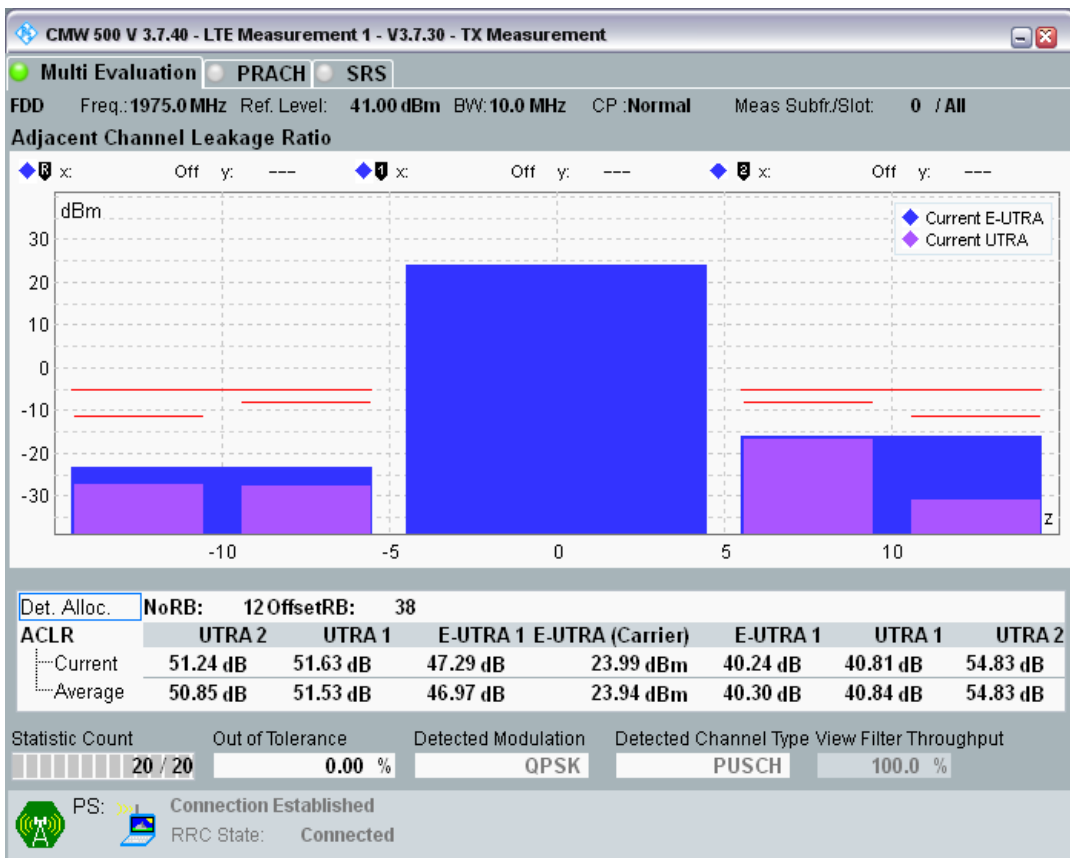 CMW 500 V 3.7.40 - LTE Measurement 1 - V3.7.30 - TX Measurement
Multi Evaluation PRACH SRS
FDD Freq.: 1975.0 MHz Ref. Level: 41.00 dBm BW: 10.0 MHz CP : Normal Meas Subfr./Slot: 0 / All
Adjacent Channel Leakage Ratio
R x: Off y: --- 1 x: Off y: --- 2 x: Off y: ---
dBm
Current E-UTRA
Current UTRA
30
20
10
0
-10
-20
-30
z
-10 -5 0 5 10
Det. Alloc. NoRB: 12 OffsetRB: 38
ACLR UTRA 2 UTRA 1 E-UTRA 1 E-UTRA (Carrier) E-UTRA 1 UTRA 1 UTRA 2
Current 51.24 dB 51.63 dB 47.29 dB 23.99 dBm 40.24 dB 40.81 dB 54.83 dB
Average 50.85 dB 51.53 dB 46.97 dB 23.94 dBm 40.30 dB 40.84 dB 54.83 dB
Statistic Count Out of Tolerance Detected Modulation Detected Channel Type View Filter Throughput
20 / 20 0.00 % QPSK PUSCH 100.0 %
PS: Connection Established
RRC State: Connected